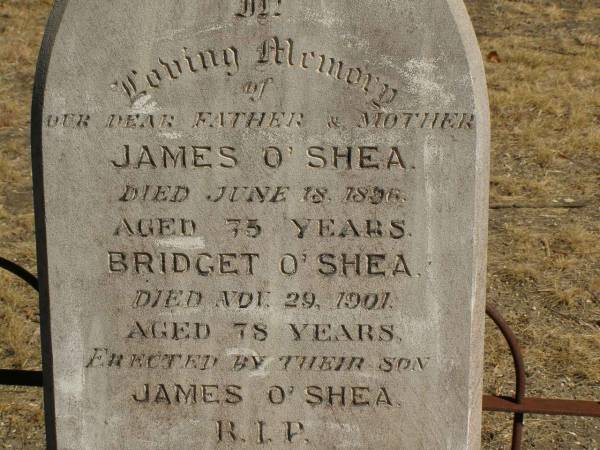 In
Loving Memory
of
OUR DEAR FATHER & MOTHER
JAMES O'SHEA.
DIED JUNE 18, 1896.
AGED 75 YEARS.
BRIDGET O'SHEA.
DIED NOV. 29, 1901.
AGED 78 YEARS.
ERECTED BY THEIR SON
JAMES O'SHEA.
R.I.P.